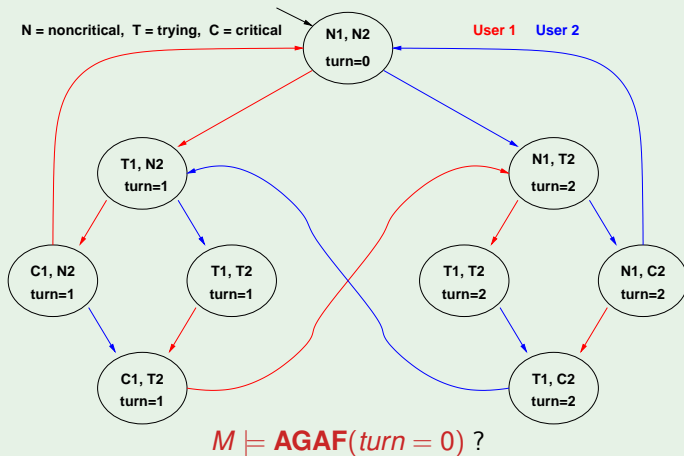 N = noncritical, T = trying, C = critical
User 1 User 2
N1, N2
turn=0
T1, N2
turn=1
N1, T2
turn=2
C1, N2
turn=1
T1, T2
turn=1
T1, T2
turn=2
N1, C2
turn=2
C1, T2
turn=1
T1, C2
turn=2
M ⊨ AGAF(turn = 0) ?